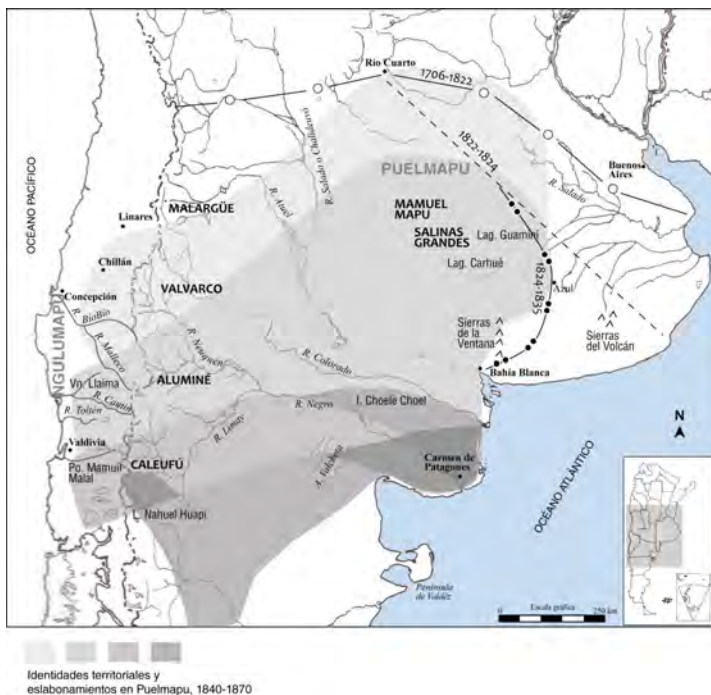 Río Cuarto
1706-1822
OCÉANO PACÍFICO
1822-1824
Buenos
Aires
R. Salado o Chalileuvú
PUELMAPU
R. Salado
R. Atuel
MAMUEL
MAPU
MALARGÜE
Linares
SALINAS
GRANDES
Lag. Guaminí
Chillán
Lag. Carhué
VALVARCO
1824-1835
Azul
Concepción
NGULUMAPU
R. BioBio
Sierras
de la
Ventana
Sierras
del Volcán
R. Malleco
R. Neuquén
R. Colorado
Bahía Blanca
Vn. Llaima
ALUMINÉ
R. Cautín
R. Negro
I. Choele Choel
R. Toltén
R. Limay
N
Valdivia
CALEUFÚ
A. Valcheta
Carmen de
Patagones
Po. Mamuil
Malal
OCÉANO ATLÁNTICO
L. Nahuel Huapi
Península
de Valdéz
0 Escala gráfica 250 km
Identidades territoriales y
eslabonamientos en Puelmapu, 1840-1870